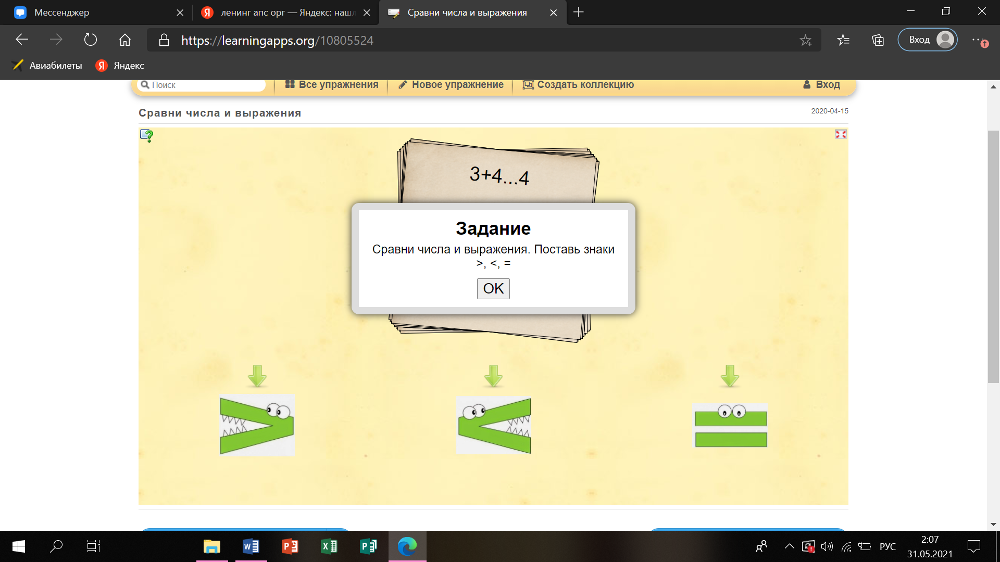 Мессенджер
ленинг апс орг — Яндекс: нашл
Сравни числа и выражения
https://learningapps.org/10805524
Вход
Авиабилеты
Яндекс
Поиск
Все упражнения
Новое упражнение
Создать коллекцию
Вход
Сравни числа и выражения
2020-04-15
3+4...4
Задание
Сравни числа и выражения. Поставь знаки
>, <, =
OK
РУС
2:07
31.05.2021